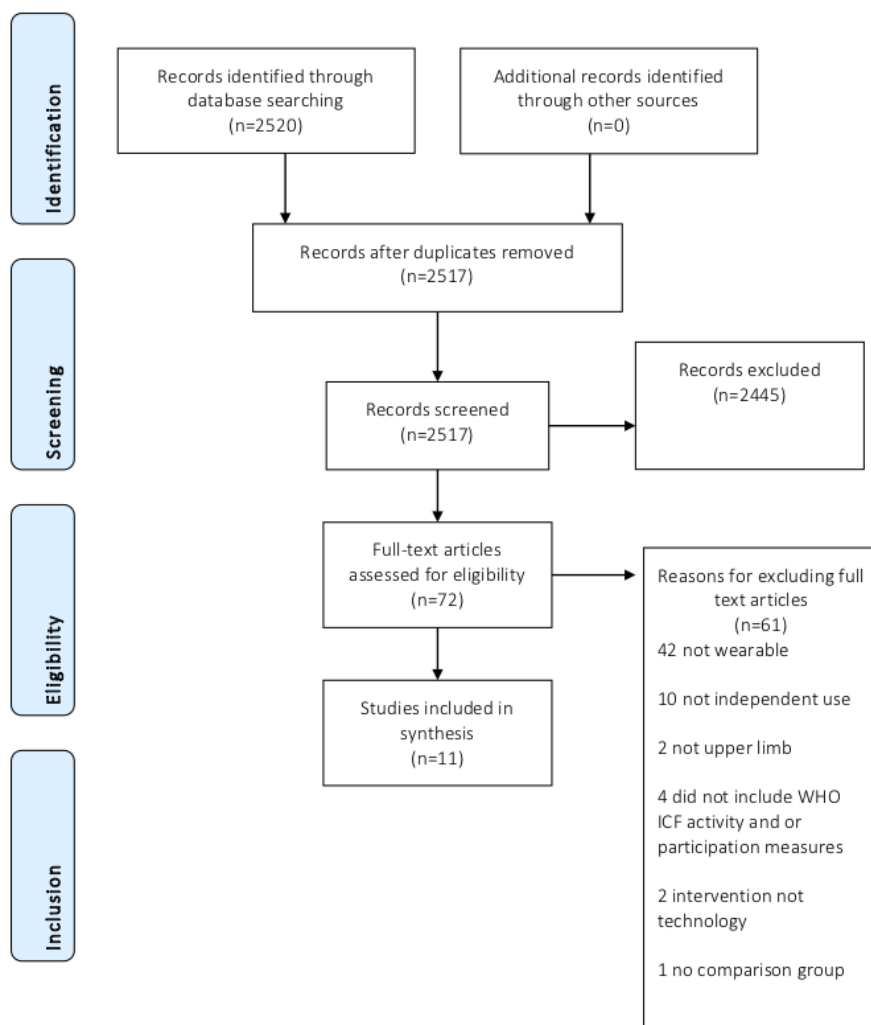 Identification
Records identified through
database searching
(n=2520)
Additional records identified
through other sources
(n=0)
Records after duplicates removed
(n=2517)
Screening
Records screened
(n=2517)
Records excluded
(n=2445)
Eligibility
Full-text articles
assessed for eligibility
(n=72)
Reasons for excluding full
text articles
(n=61)
42 not wearable
10 not independent use
2 not upper limb
4 did not include WHO
ICF activity and or
participation measures
2 intervention not
technology
1 no comparison group
Studies included in
synthesis
(n=11)
Inclusion